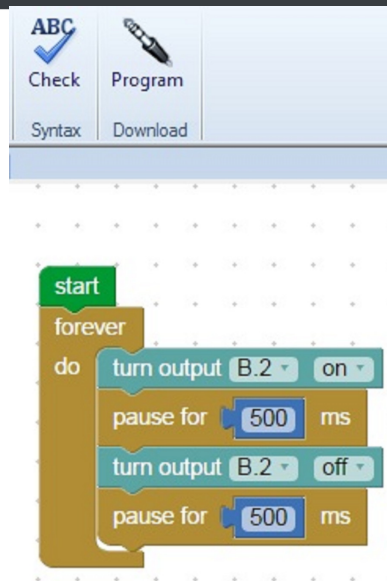 ABC
Check Program
Syntax Download
start
forever
do turn output B.2 on
pause for 500 ms
turn output B.2 off
pause for 500 ms